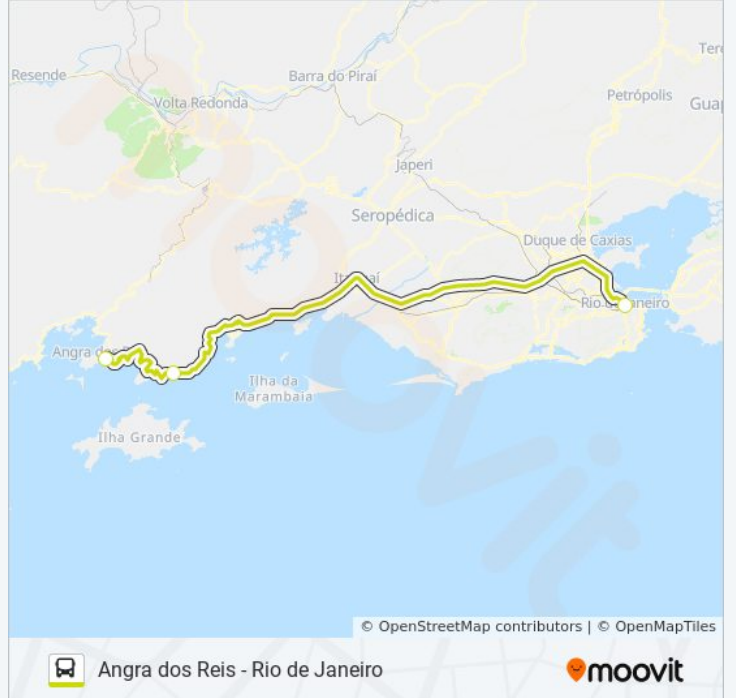 Tere
Resende
Barra do Piraí
Petrópolis
Volta Redonda
Guap
Japeri
Seropédica
Duque de Caxias
Rio de Janeiro
Angra dos
Ilha da
Marambaia
Ilha Grande
© OpenStreetMap contributors | © OpenMapTiles
Angra dos Reis - Rio de Janeiro
moovit